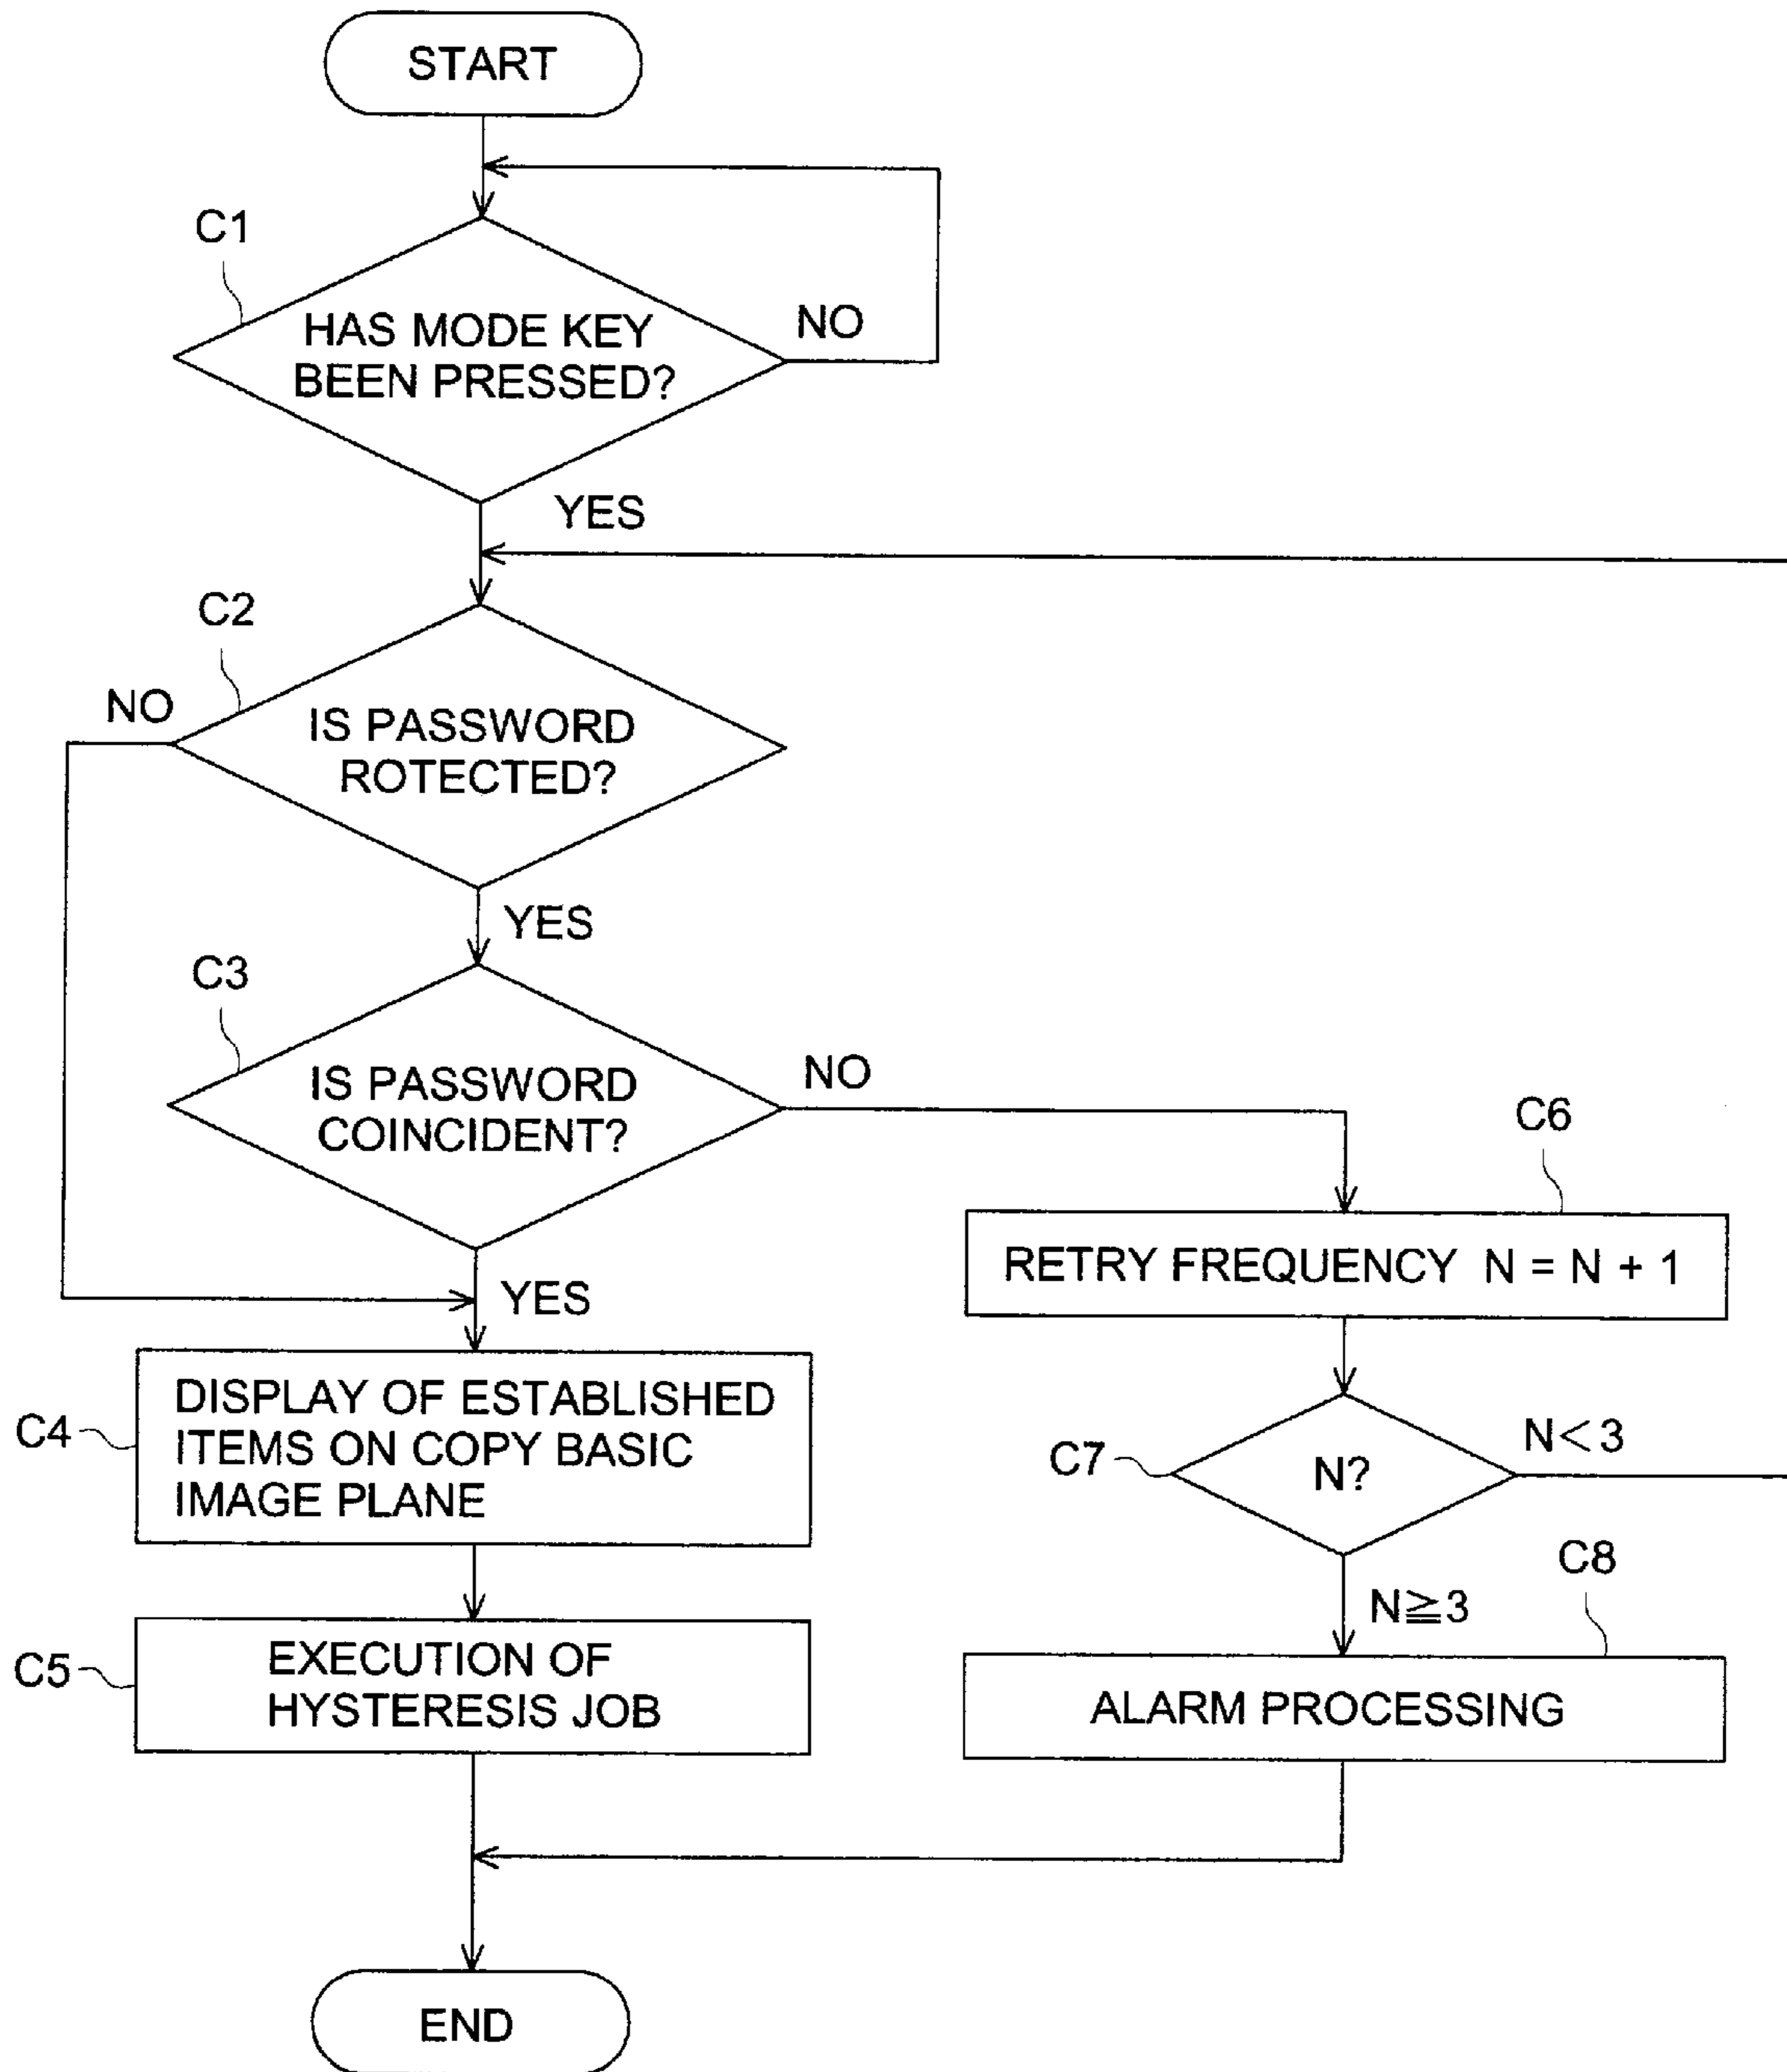 START
C1
HAS MODE KEY
BEEN PRESSED?
NO
YES
C2
NO
IS PASSWORD
ROTECTED?
YES
C3
IS PASSWORD
COINCIDENT?
NO
YES
C6
RETRY FREQUENCY N = N + 1
C4
DISPLAY OF ESTABLISHED
ITEMS ON COPY BASIC
IMAGE PLANE
C7
N?
N<3
N≧3
C5
EXECUTION OF
HYSTERESIS JOB
C8
ALARM PROCESSING
END